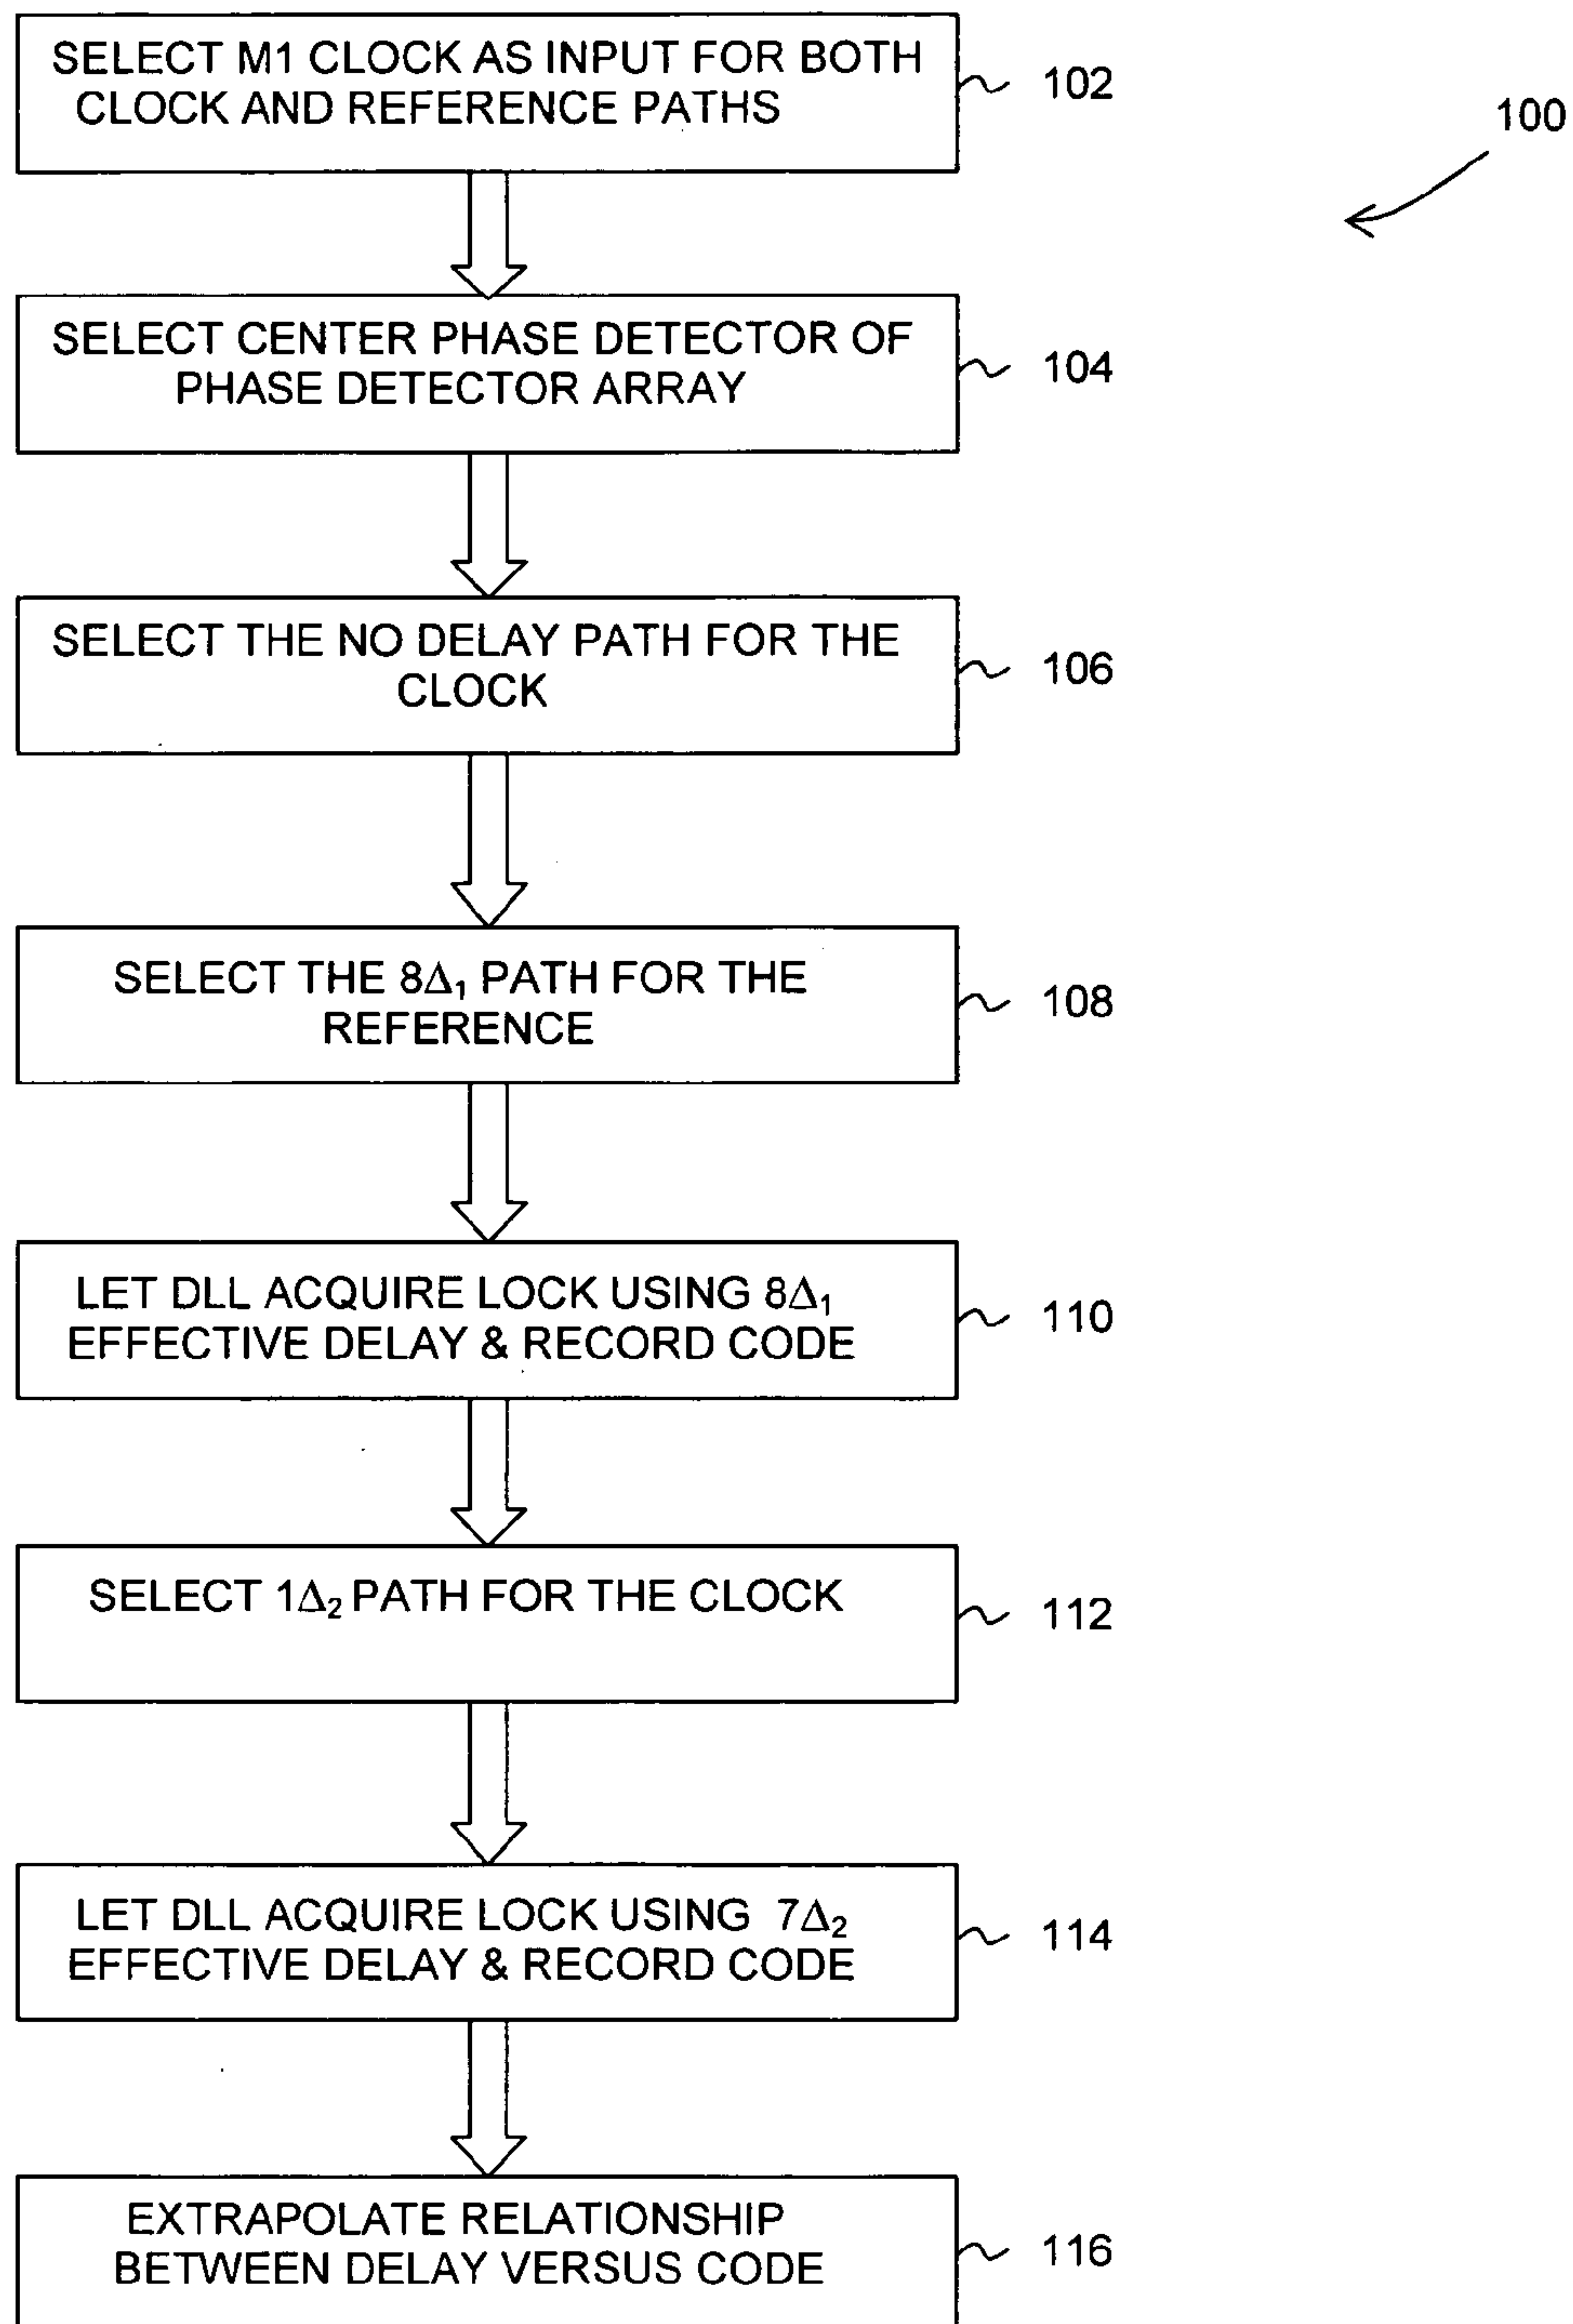 SELECT M1 CLOCK AS INPUT FOR BOTH
CLOCK AND REFERENCE PATHS
102
100
SELECT CENTER PHASE DETECTOR OF
PHASE DETECTOR ARRAY
104
SELECT THE NO DELAY PATH FOR THE
CLOCK
106
SELECT THE 8Δ₁ PATH FOR THE
REFERENCE
108
LET DLL ACQUIRE LOCK USING 8Δ₁
EFFECTIVE DELAY & RECORD CODE
110
SELECT 1Δ₂ PATH FOR THE CLOCK
112
LET DLL ACQUIRE LOCK USING 7Δ₂
EFFECTIVE DELAY & RECORD CODE
114
EXTRAPOLATE RELATIONSHIP
BETWEEN DELAY VERSUS CODE
116